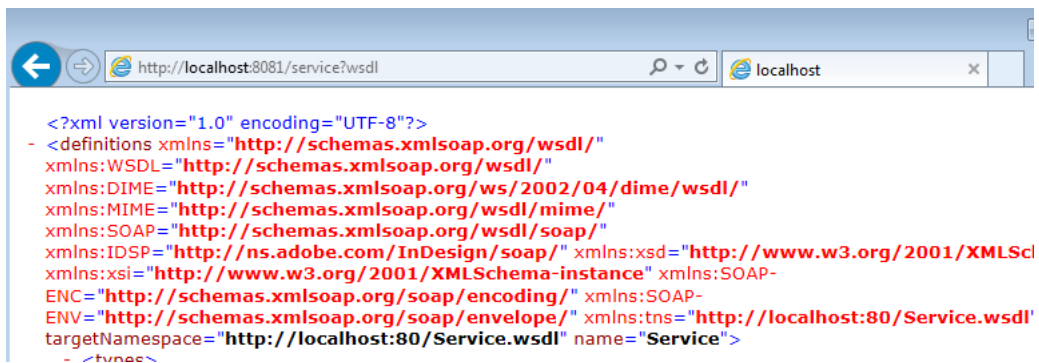 http://localhost:8081/service?wsdl
localhost
<?xml version="1.0" encoding="UTF-8"?>
- <definitions xmlns="http://schemas.xmlsoap.org/wsdl/"
xmlns:WSDL="http://schemas.xmlsoap.org/wsdl/"
xmlns:DIME="http://schemas.xmlsoap.org/ws/2002/04/dime/wsdl/"
xmlns:MIME="http://schemas.xmlsoap.org/wsdl/mime/"
xmlns:SOAP="http://schemas.xmlsoap.org/wsdl/soap/"
xmlns:IDSP="http://ns.adobe.com/InDesign/soap/" xmlns:xsd="http://www.w3.org/2001/XMLSc
xmlns:xsi="http://www.w3.org/2001/XMLSchema-instance" xmlns:SOAP-
ENC="http://schemas.xmlsoap.org/soap/encoding/" xmlns:SOAP-
ENV="http://schemas.xmlsoap.org/soap/envelope/" xmlns:tns="http://localhost:80/Service.wsdl"
targetNamespace="http://localhost:80/Service.wsdl" name="Service">
- <types>